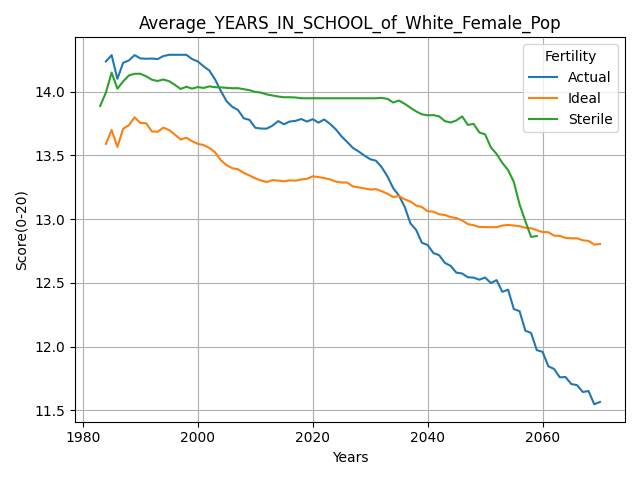 Average_YEARS_IN_SCHOOL_of_White_Female_Pop
Fertility
Actual
Ideal
Sterile
Score(0-20)
14.0
13.5
13.0
12.5
12.0
11.5
1980
2000
2020
2040
2060
Years